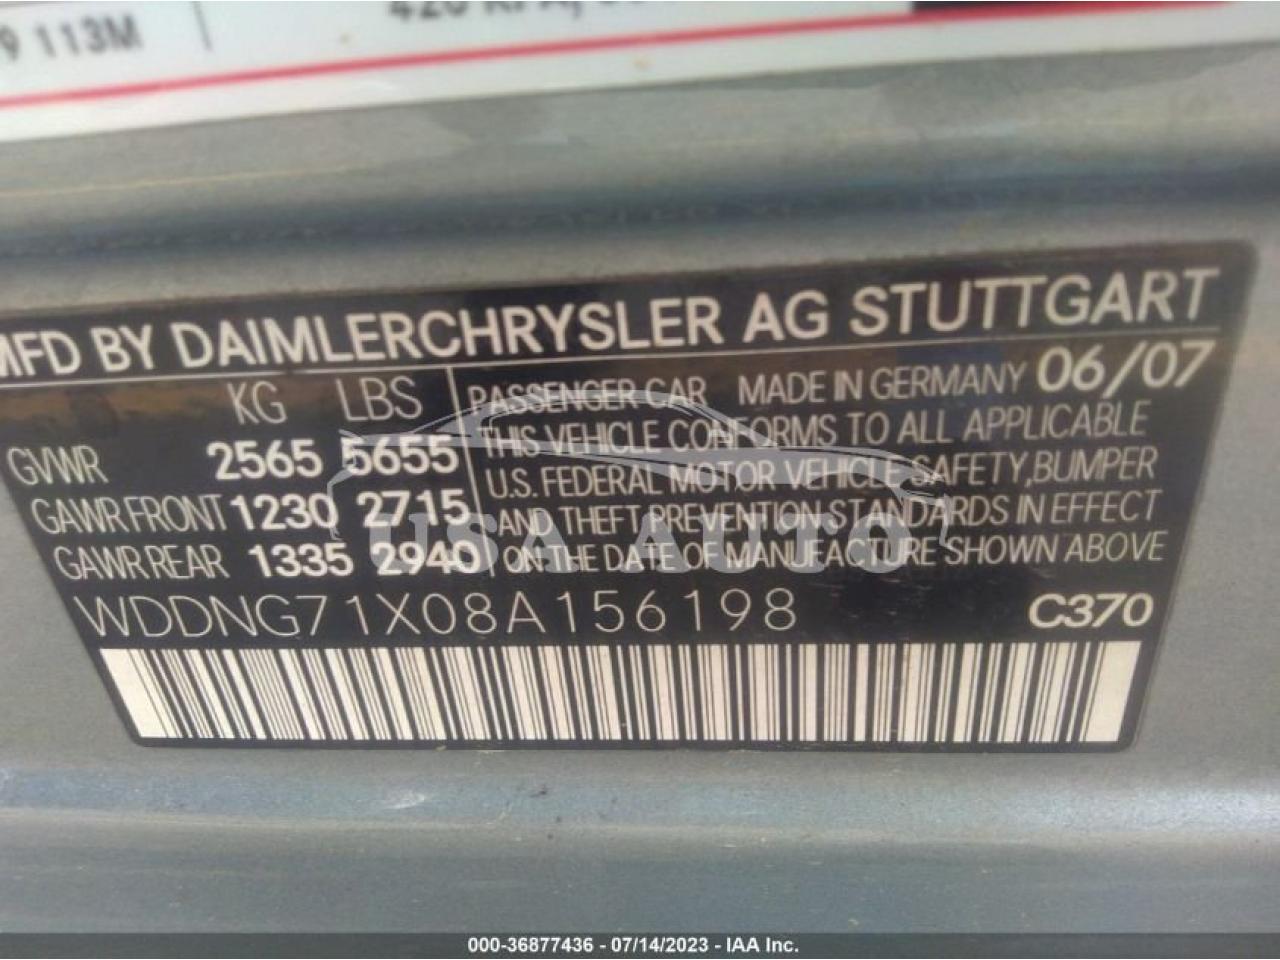 9 113M
MFD BY DAIMLERCHRYSLER AG STUTTGART
KG LBS
GVWR 2565 5655
GAWR FRONT 1230 2715
GAWR REAR 1335 2940
PASSENGER CAR MADE IN GERMANY 06/07
THIS VEHICLE CONFORMS TO ALL APPLICABLE
U.S. FEDERAL MOTOR VEHICLE SAFETY, BUMPER
AND THEFT PREVENTION STANDARDS IN EFFECT
ON THE DATE OF MANUFACTURE SHOWN ABOVE
WDDNG71X08A156198 C370
USA AUTO
000-36877436 - 07/14/2023 - IAA Inc.